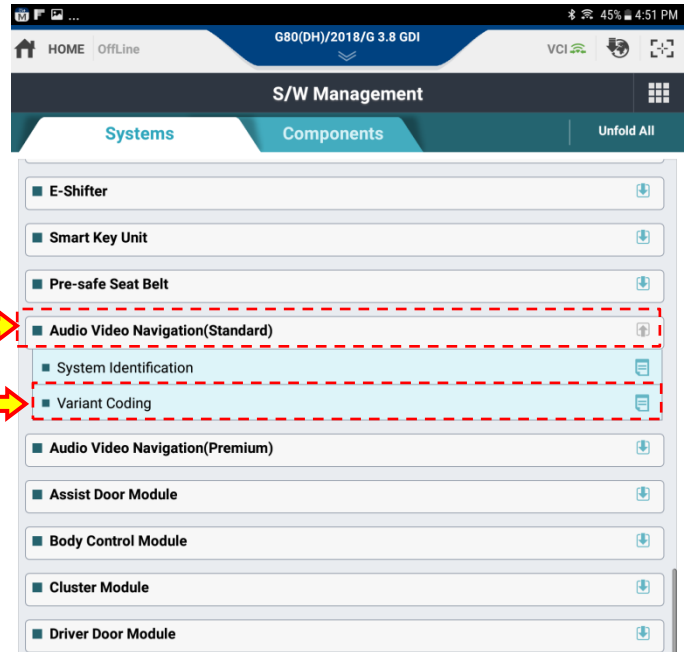 M F ... 45% 4:51 PM
HOME OffLine G80(DH)/2018/G 3.8 GDI VCI
S/W Management
Systems Components Unfold All
E-Shifter
Smart Key Unit
Pre-safe Seat Belt
Audio Video Navigation(Standard)
System Identification
Variant Coding
Audio Video Navigation(Premium)
Assist Door Module
Body Control Module
Cluster Module
Driver Door Module